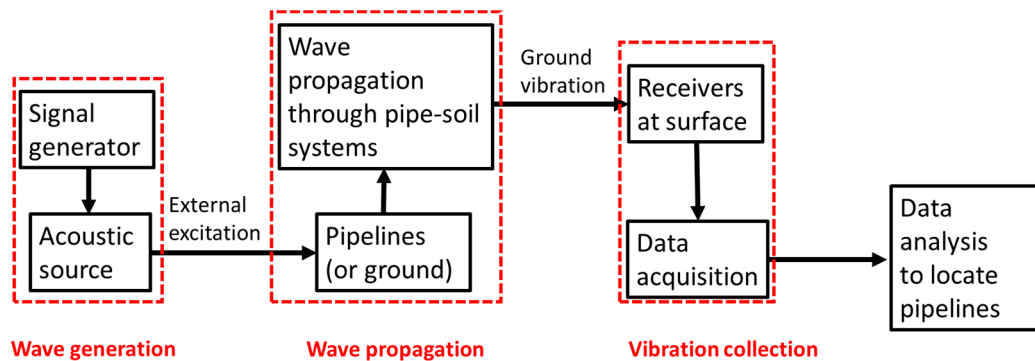 Signal
generator
Acoustic
source
External
excitation
Wave
propagation
through pipe-soil
systems
Pipelines
(or ground)
Ground
vibration
Receivers
at surface
Data
acquisition
Data
analysis
to locate
pipelines
Wave generation
Wave propagation
Vibration collection